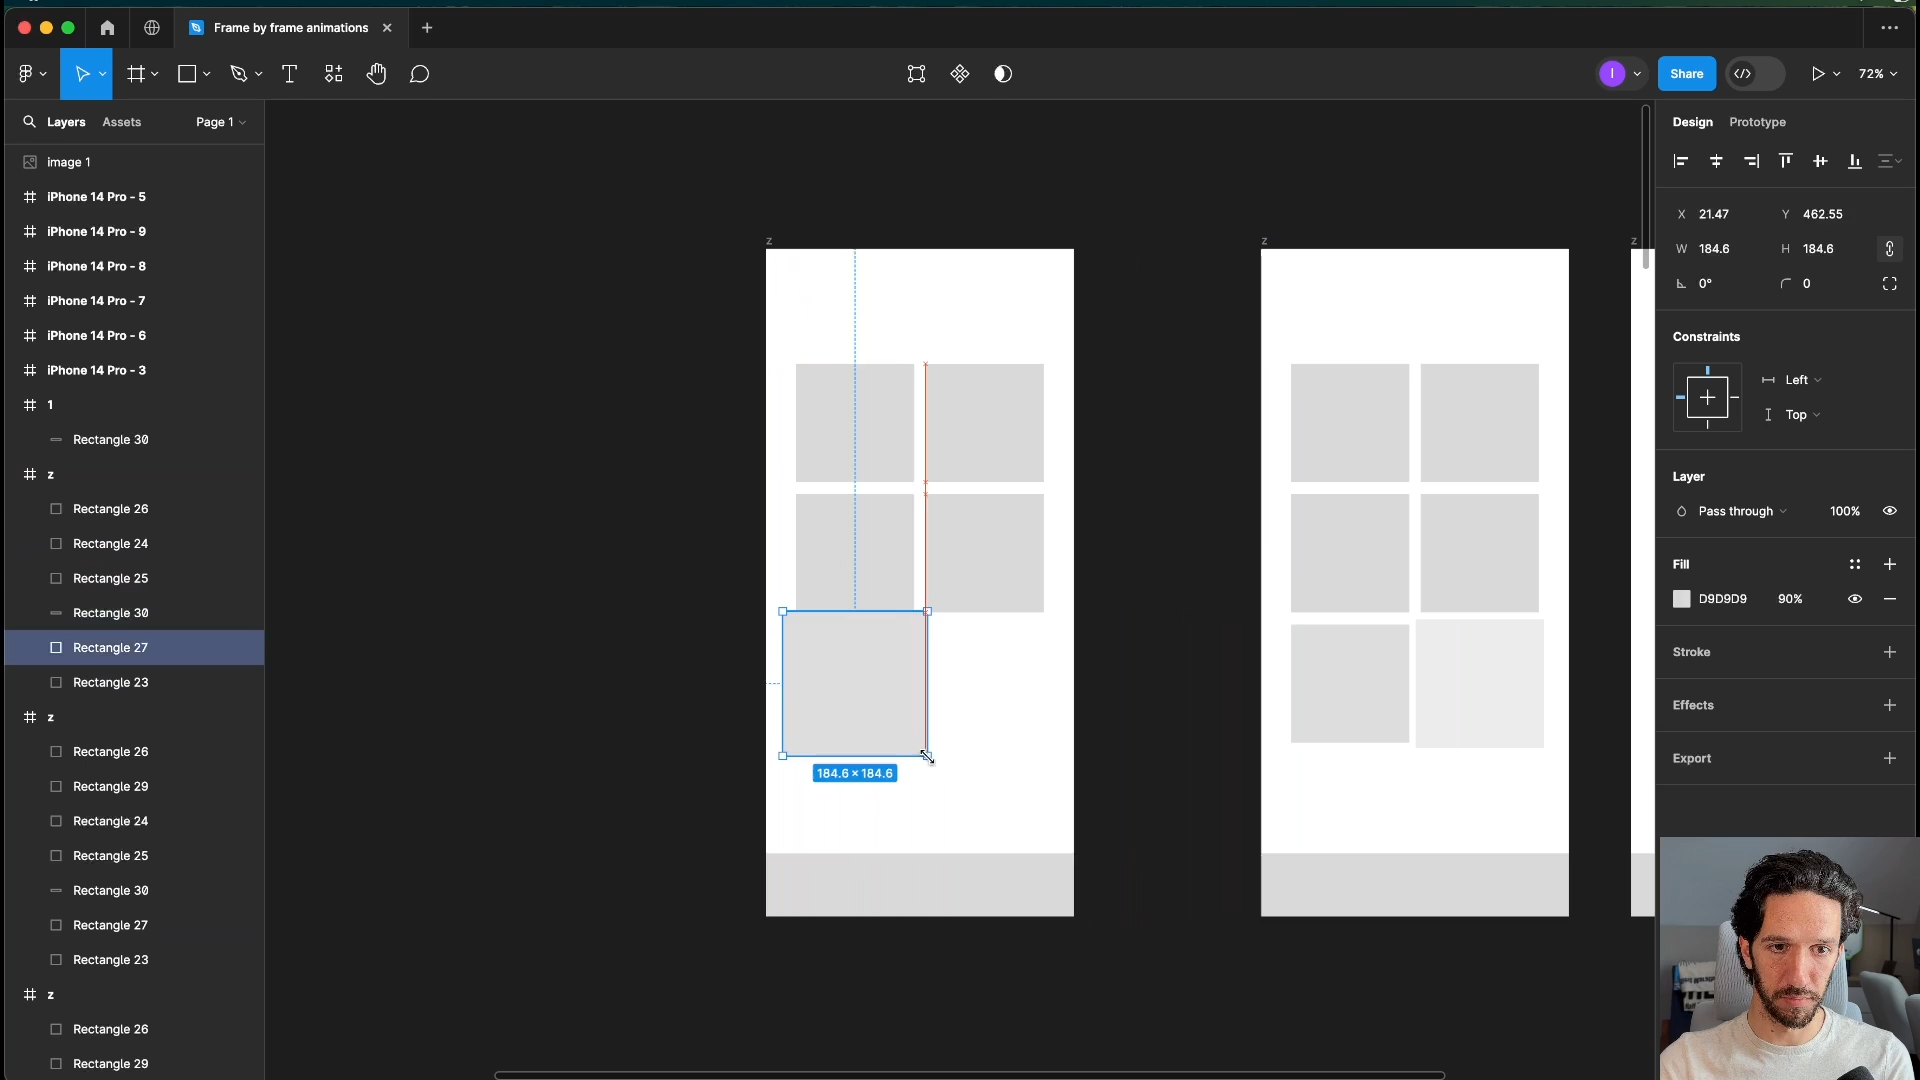 Frame by frame animations
I
Share
72%
Layers
Assets
Page 1
image 1
iPhone 14 Pro - 5
iPhone 14 Pro - 9
iPhone 14 Pro - 8
iPhone 14 Pro - 7
iPhone 14 Pro - 6
iPhone 14 Pro - 3
1
Rectangle 30
z
Rectangle 26
Rectangle 24
Rectangle 25
Rectangle 30
Rectangle 27
Rectangle 23
z
Rectangle 26
Rectangle 29
Rectangle 24
Rectangle 25
Rectangle 30
Rectangle 27
Rectangle 23
z
Rectangle 26
Rectangle 29
z
z
z
184.6 × 184.6
Design
Prototype
X 21.47
Y 462.55
W 184.6
H 184.6
0°
0
Constraints
Left
Top
Layer
Pass through
100%
Fill
D9D9D9
90%
Stroke
Effects
Export